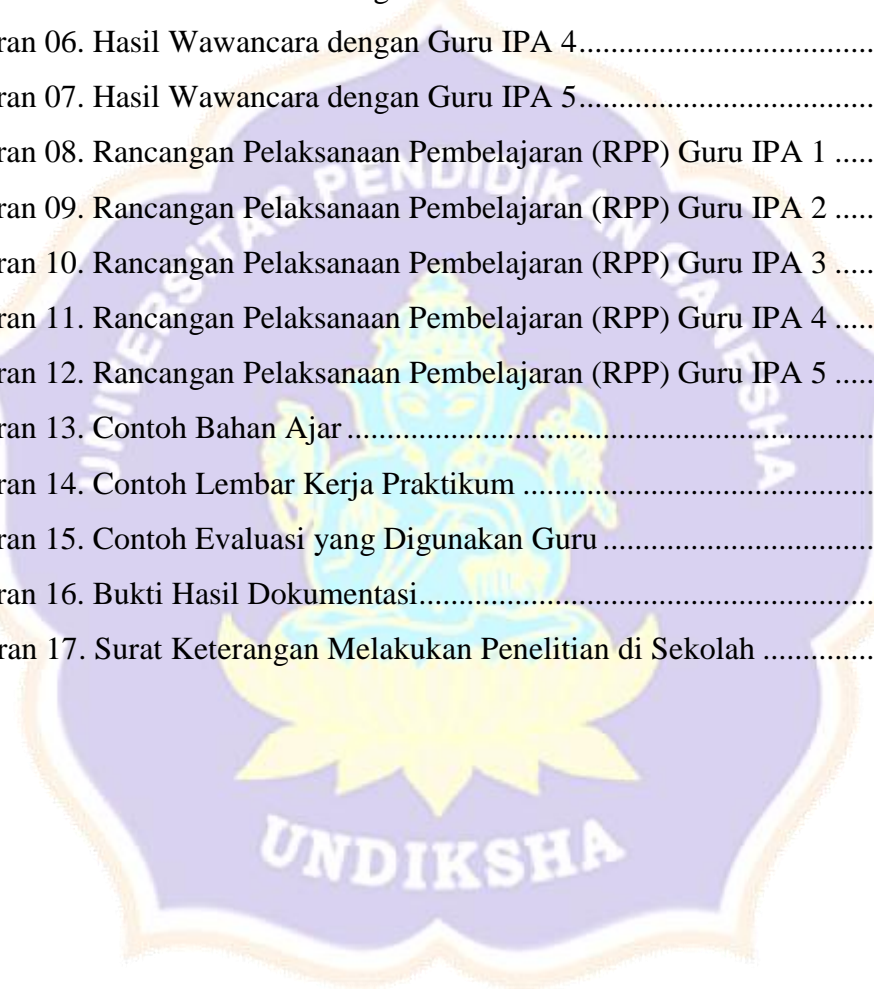 ran 06. Hasil Wawancara dengan Guru IPA 4
ran 07. Hasil Wawancara dengan Guru IPA 5
ran 08. Rancangan Pelaksanaan Pembelajaran (RPP) Guru IPA 1
ran 09. Rancangan Pelaksanaan Pembelajaran (RPP) Guru IPA 2
ran 10. Rancangan Pelaksanaan Pembelajaran (RPP) Guru IPA 3
ran 11. Rancangan Pelaksanaan Pembelajaran (RPP) Guru IPA 4
ran 12. Rancangan Pelaksanaan Pembelajaran (RPP) Guru IPA 5
ran 13. Contoh Bahan Ajar
ran 14. Contoh Lembar Kerja Praktikum
ran 15. Contoh Evaluasi yang Digunakan Guru
ran 16. Bukti Hasil Dokumentasi
ran 17. Surat Keterangan Melakukan Penelitian di Sekolah
UNIVERSITAS PENDIDIKAN GANESHA
UNDIKSHA